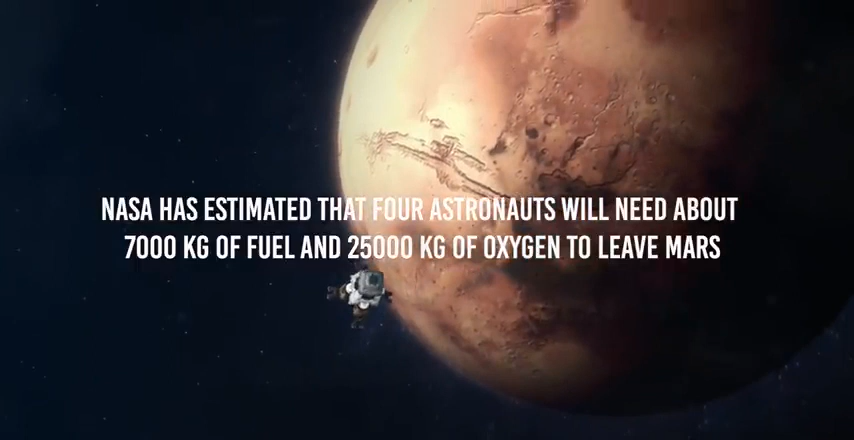 NASA HAS ESTIMATED THAT FOUR ASTRONAUTS WILL NEED ABOUT
7000 KG OF FUEL AND 25000 KG OF OXYGEN TO LEAVE MARS